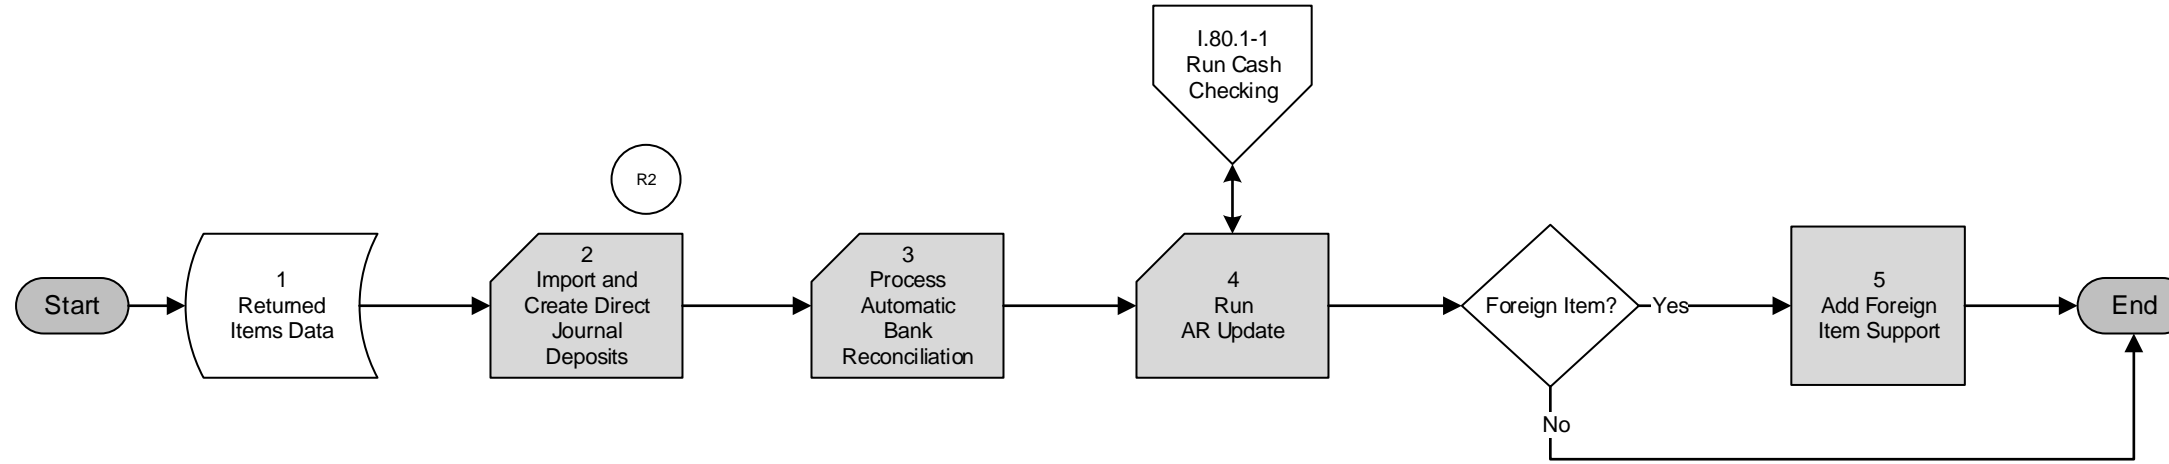 I.80.1-1
Run Cash
Checking
R2
Start
1
Returned
Items Data
2
Import and
Create Direct
Journal
Deposits
3
Process
Automatic
Bank
Reconciliation
4
Run
AR Update
Foreign Item?
Yes
No
5
Add Foreign
Item Support
End